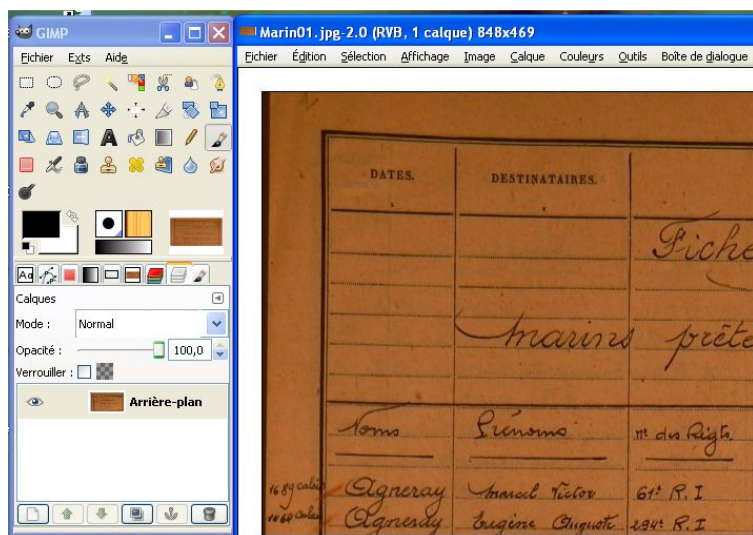 GIMP
Marin01.jpg-2.0 (RVB, 1 calque) 848x469
Fichier Exts Aide
Fichier Édition Sélection Affichage Image Calque Couleurs Outils Boîte de dialogue
DATES.
DESTINATAIRES.
1
Fiche
marins prête
Calques
Mode : Normal
Opacité : 100,0
Verrouiller :
Arrière-plan
Noms Prénoms n° des Régts.
Agneray Marcel Victor 61e R. I
Agneray Eugène Auguste 294e R. I